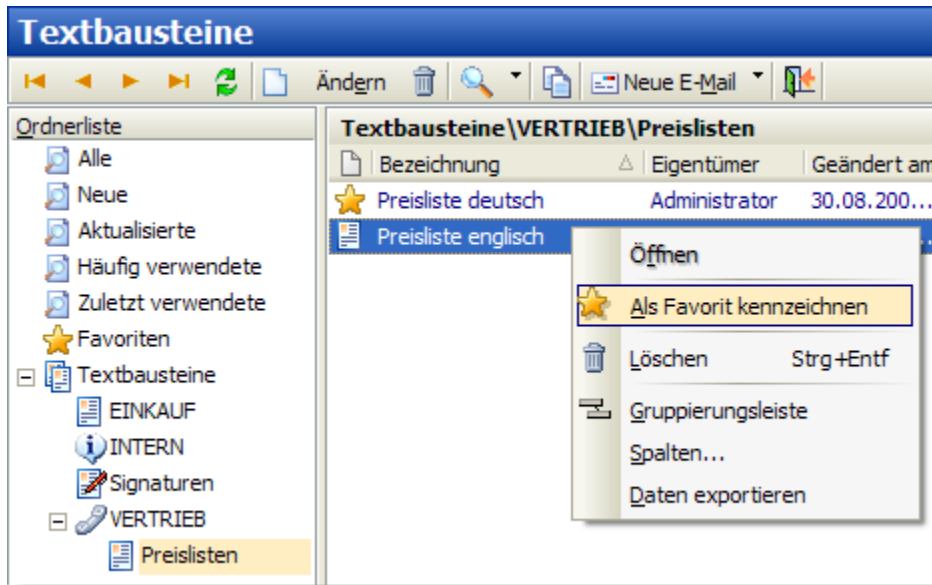 Textbausteine
Ändern
Neue E-Mail
Ordnerliste
Alle
Neue
Aktualisierte
Häufig verwendete
Zuletzt verwendete
Favoriten
Textbausteine
EINKAUF
INTERN
Signaturen
VERTRIEB
Preislisten
Textbausteine\VERTRIEB\Preislisten
Bezeichnung Eigentümer Geändert am
Preisliste deutsch Administrator 30.08.200...
Preisliste englisch
Öffnen
Als Favorit kennzeichnen
Löschen Strg+Entf
Gruppierungsleiste
Spalten...
Daten exportieren